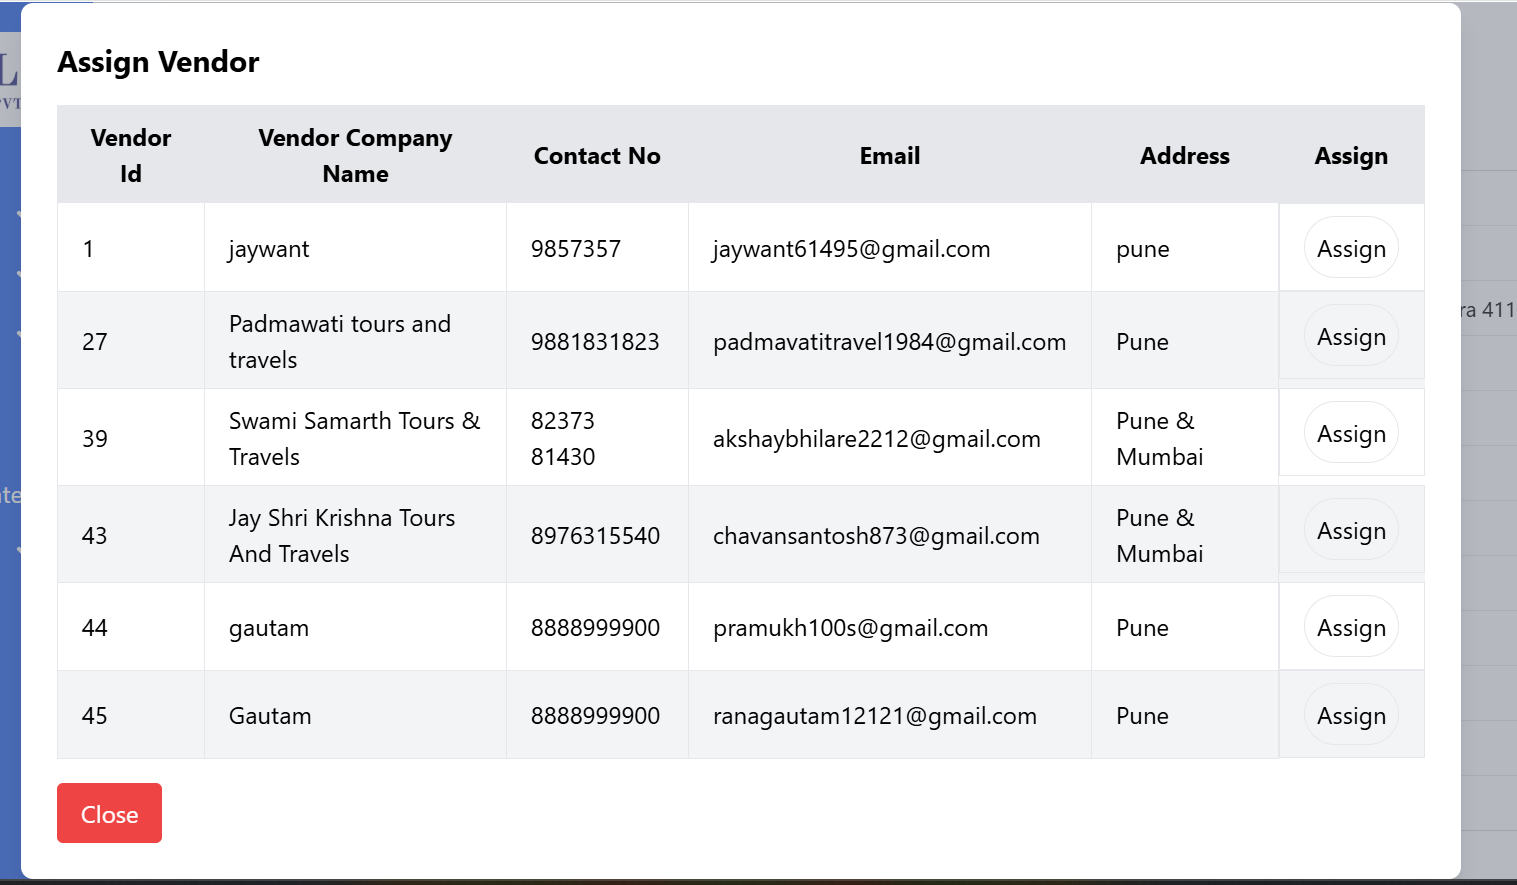 Assign Vendor
Vendor Id
Vendor Company Name
Contact No
Email
Address
Assign
1 jaywant 9857357 jaywant61495@gmail.com pune Assign
27 Padmawati tours and travels 9881831823 padmavatitravel1984@gmail.com Pune Assign
39 Swami Samarth Tours & Travels 82373 81430 akshaybhilare2212@gmail.com Pune & Mumbai Assign
43 Jay Shri Krishna Tours And Travels 8976315540 chavansantosh873@gmail.com Pune & Mumbai Assign
44 gautam 8888999900 pramukh100s@gmail.com Pune Assign
45 Gautam 8888999900 ranagautam12121@gmail.com Pune Assign
Close